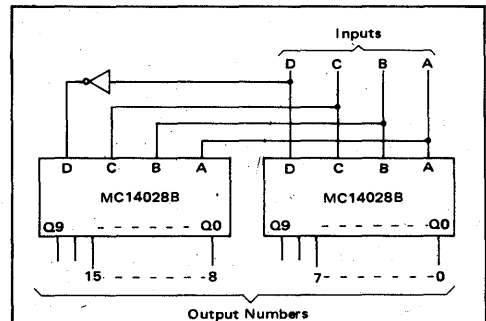 Inputs
D C B A
D C B A D C B A
MC14028B MC14028B
Q9 - - - - - - Q0 Q9 - - - - - - Q0
15 - - - - - - - 8 7 - - - - - - - 0
Output Numbers